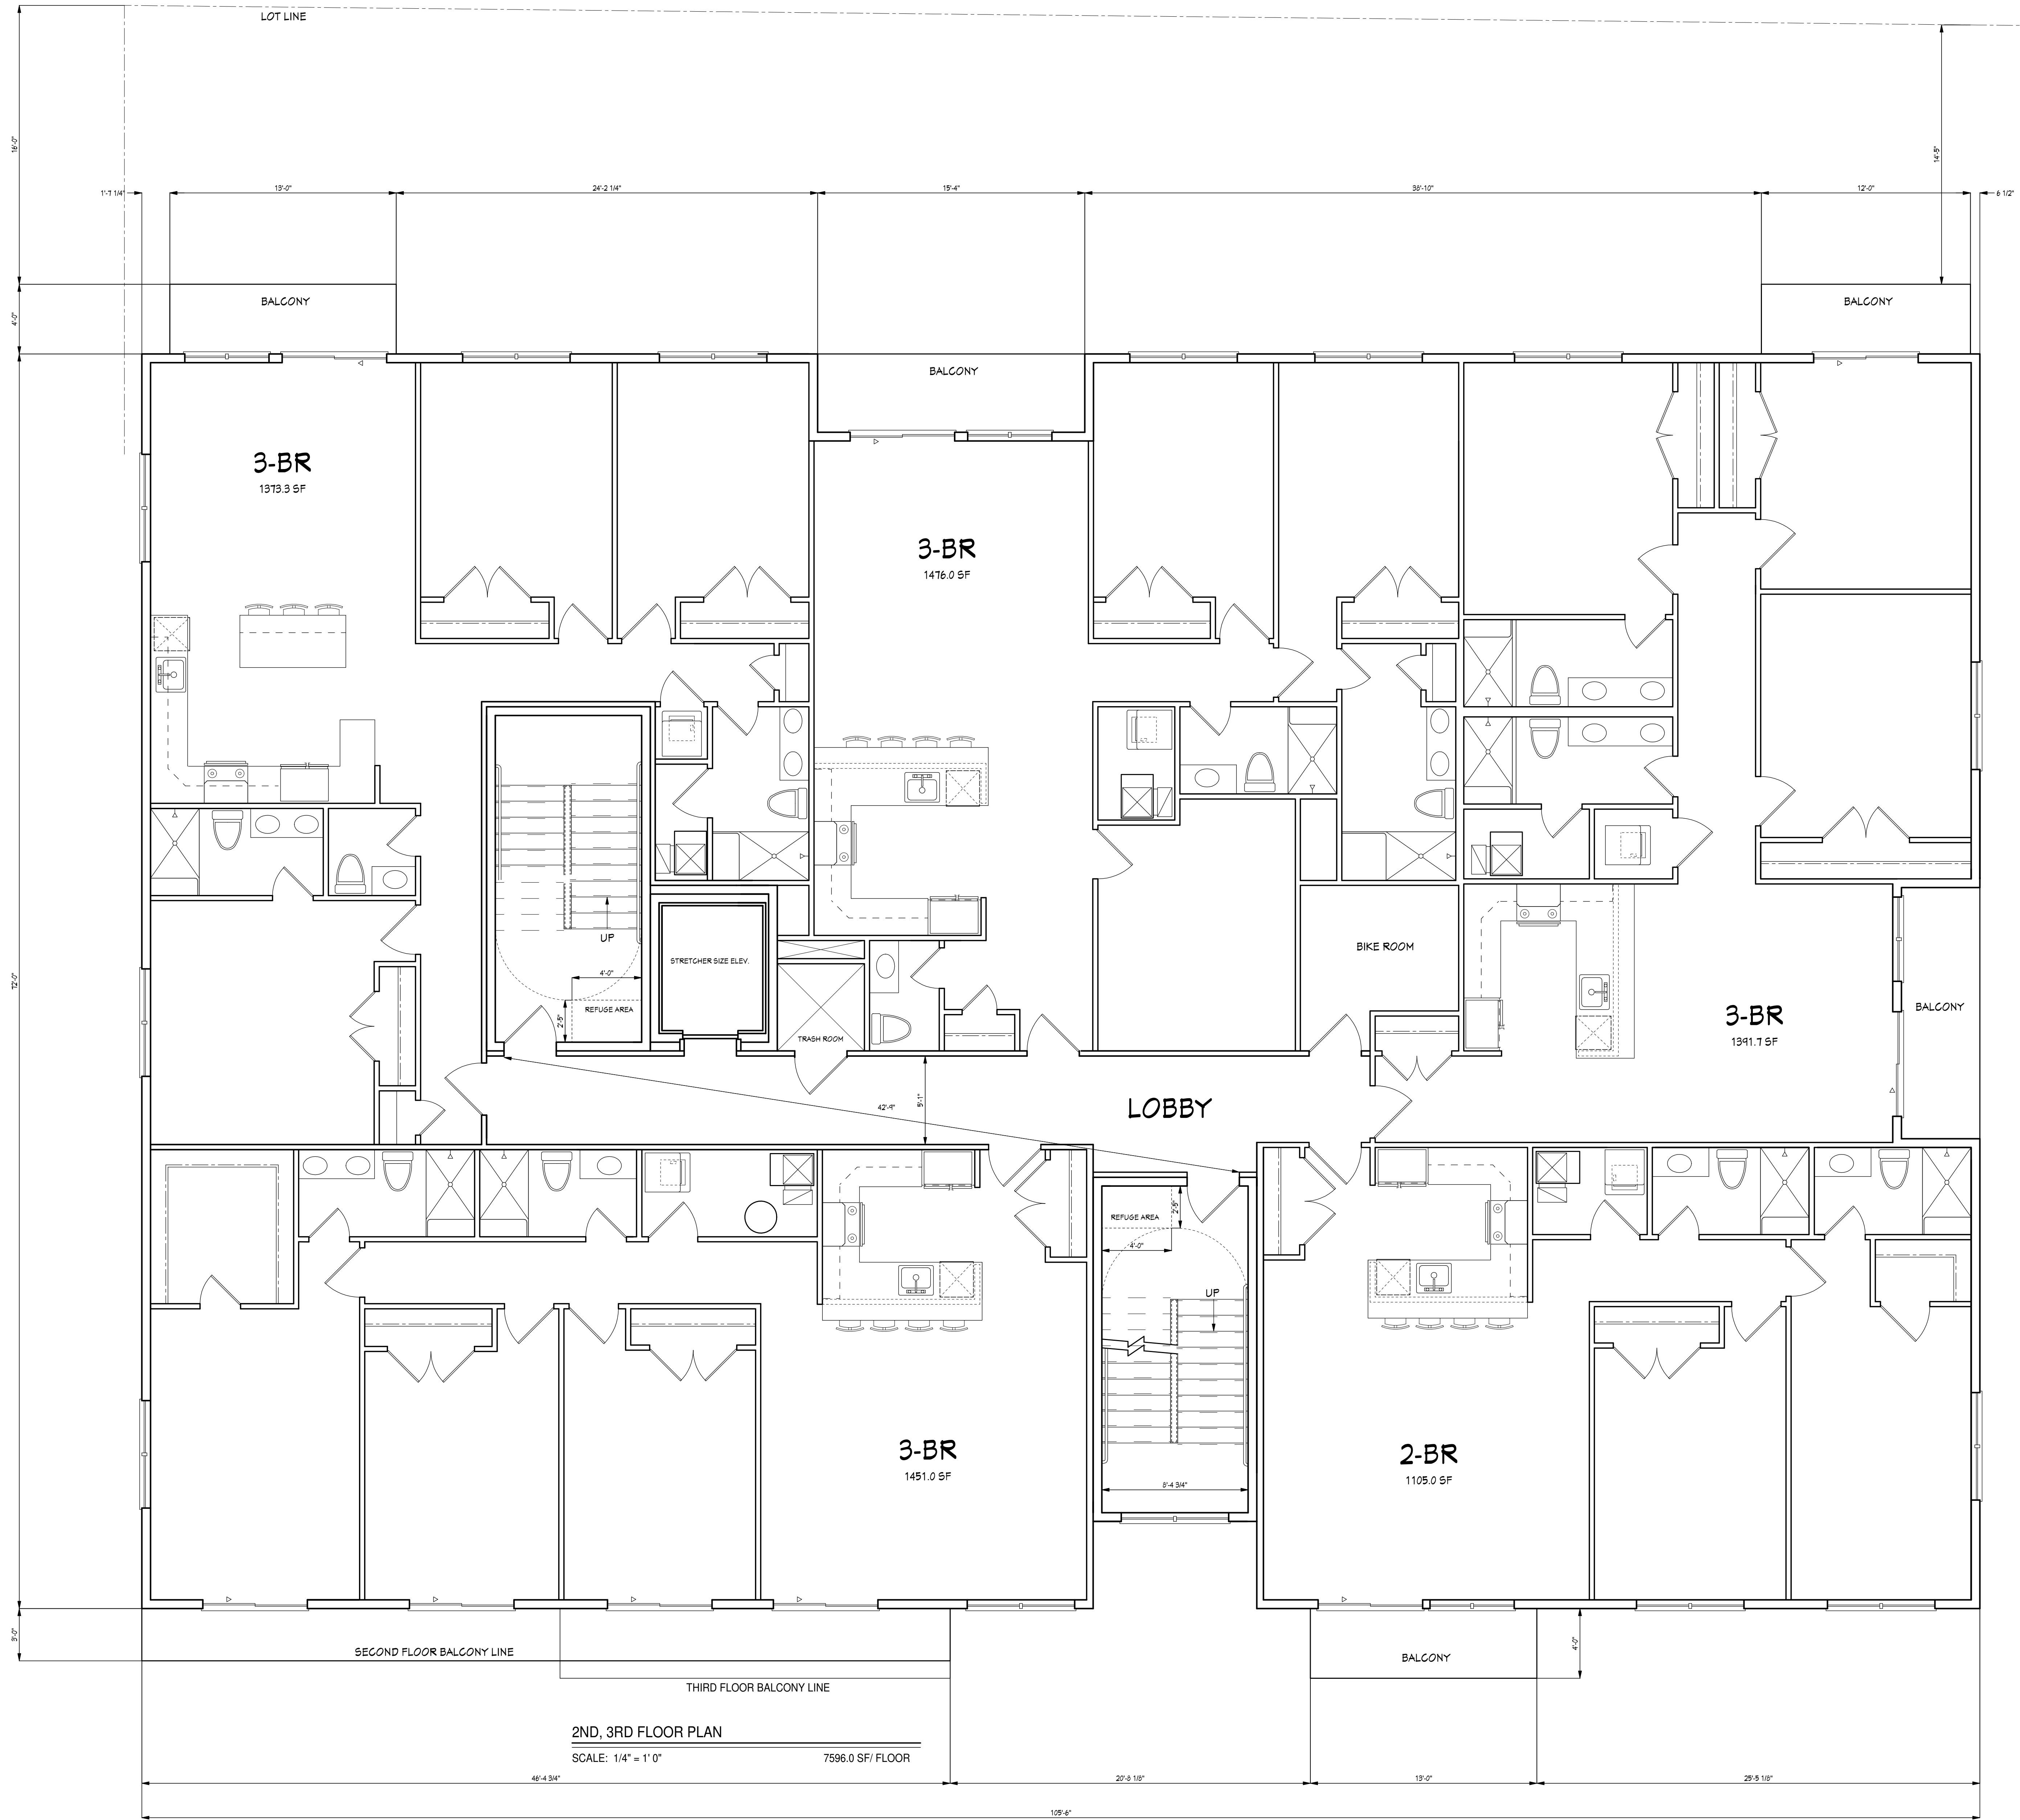 LOT LINE
16'-0"
14'-5"
1'-7 1/4"
13'-0"
24'-2 1/4"
15'-4"
38'-10"
12'-0"
6 1/2"
4'-0"
BALCONY
BALCONY
BALCONY
3-BR
1373.3 SF
3-BR
1476.0 SF
UP
4'-0"
REFUGE AREA
2'-5"
STRETCHER SIZE ELEV.
TRASH ROOM
BIKE ROOM
BALCONY
3-BR
1391.7 SF
72'-0"
42'-9"
5'-1"
LOBBY
REFUGE AREA
2'-5"
4'-0"
UP
3-BR
1451.0 SF
8'-4 3/4"
2-BR
1105.0 SF
3'-0"
SECOND FLOOR BALCONY LINE
BALCONY
4'-0"
THIRD FLOOR BALCONY LINE
2ND, 3RD FLOOR PLAN
SCALE: 1/4" = 1' 0"
7596.0 SF/ FLOOR
46'-4 3/4"
20'-8 1/8"
13'-0"
25'-5 1/8"
105'-6"